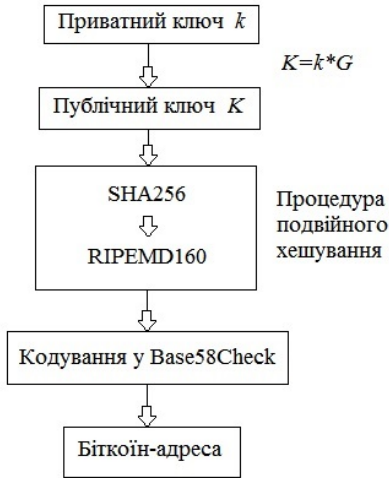 Приватний ключ k
K=k*G
Публічний ключ K
SHA256
RIPEMD160
Процедура
подвійного
хешування
Кодування у Base58Check
Біткоїн-адреса